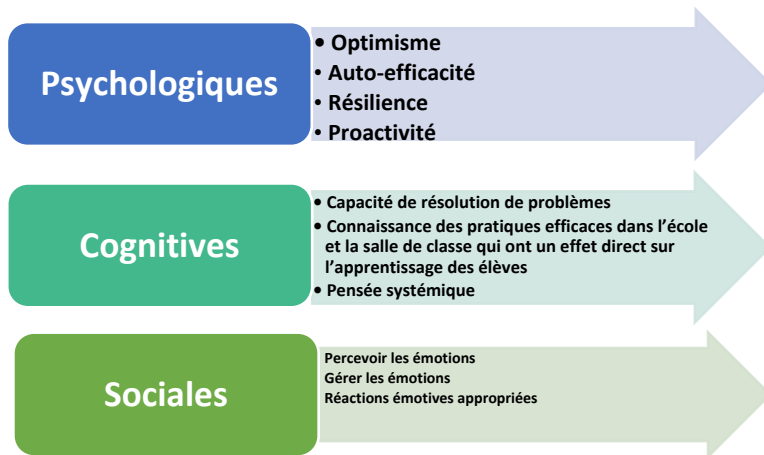 Psychologiques
• Optimisme
• Auto-efficacité
• Résilience
• Proactivité
Cognitives
• Capacité de résolution de problèmes
• Connaissance des pratiques efficaces dans l’école
et la salle de classe qui ont un effet direct sur
l’apprentissage des élèves
• Pensée systémique
Sociales
Percevoir les émotions
Gérer les émotions
Réactions émotives appropriées